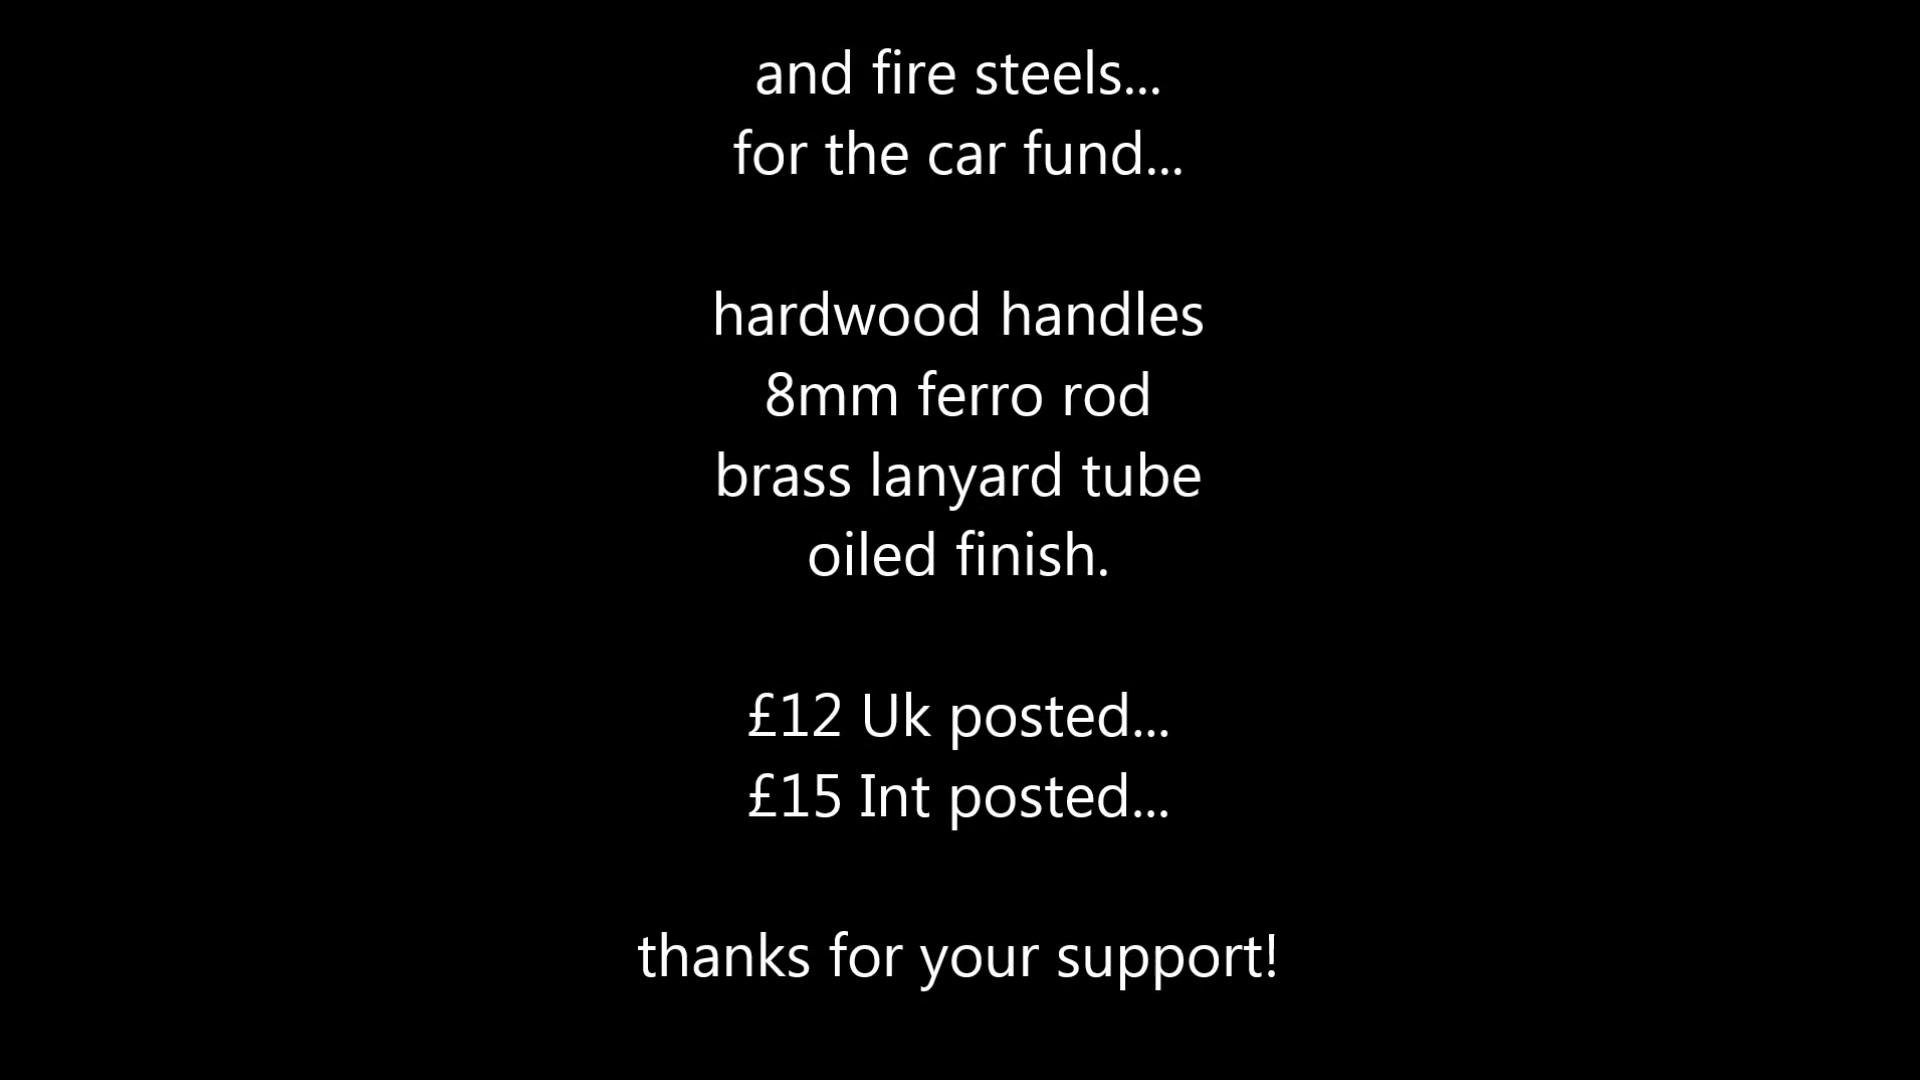 and fire steels...
for the car fund...
hardwood handles
8mm ferro rod
brass lanyard tube
oiled finish.
£12 Uk posted...
£15 Int posted...
thanks for your support!